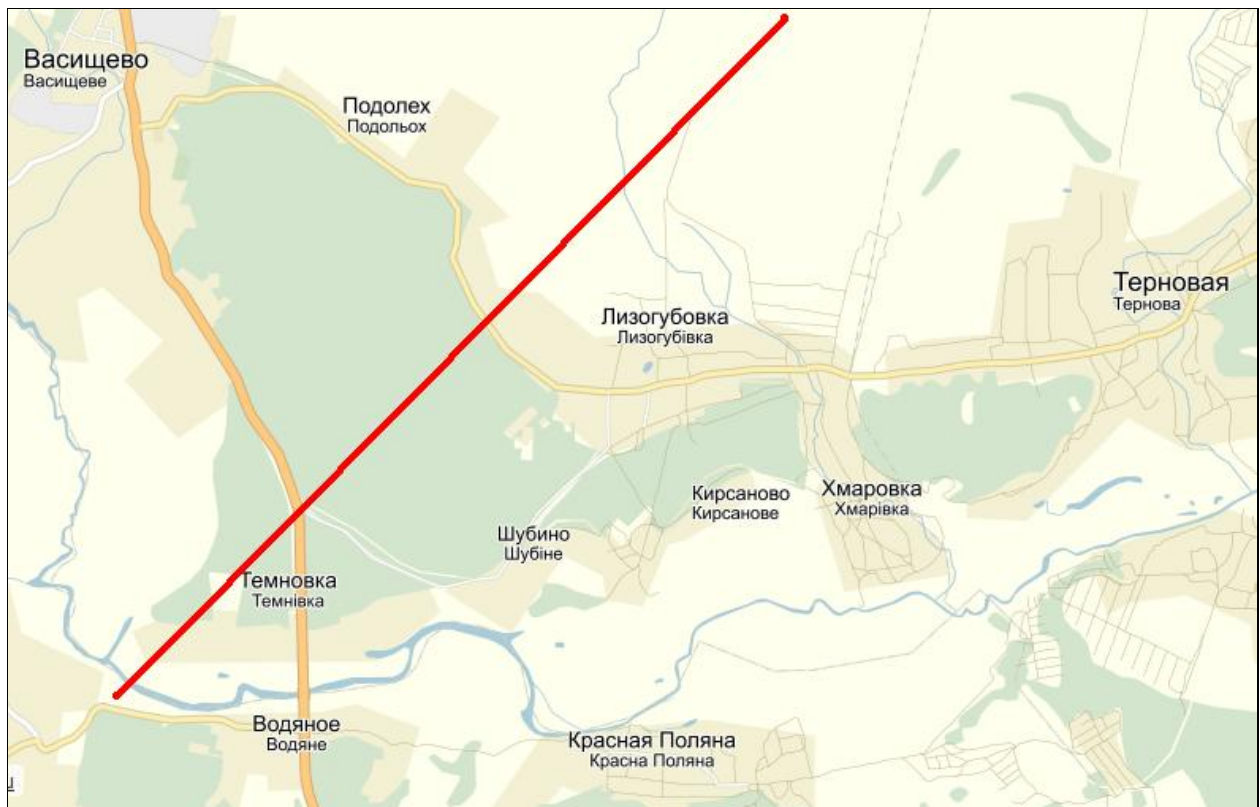 Васищево
Васищеве
Подолех
Подольох
Терновая
Тернова
Лизогубовка
Лизогубівка
Кирсаново
Кирсанове
Хмаровка
Хмарівка
Шубино
Шубіне
Темновка
Темнівка
Водяное
Водяне
Красная Поляна
Красна Поляна